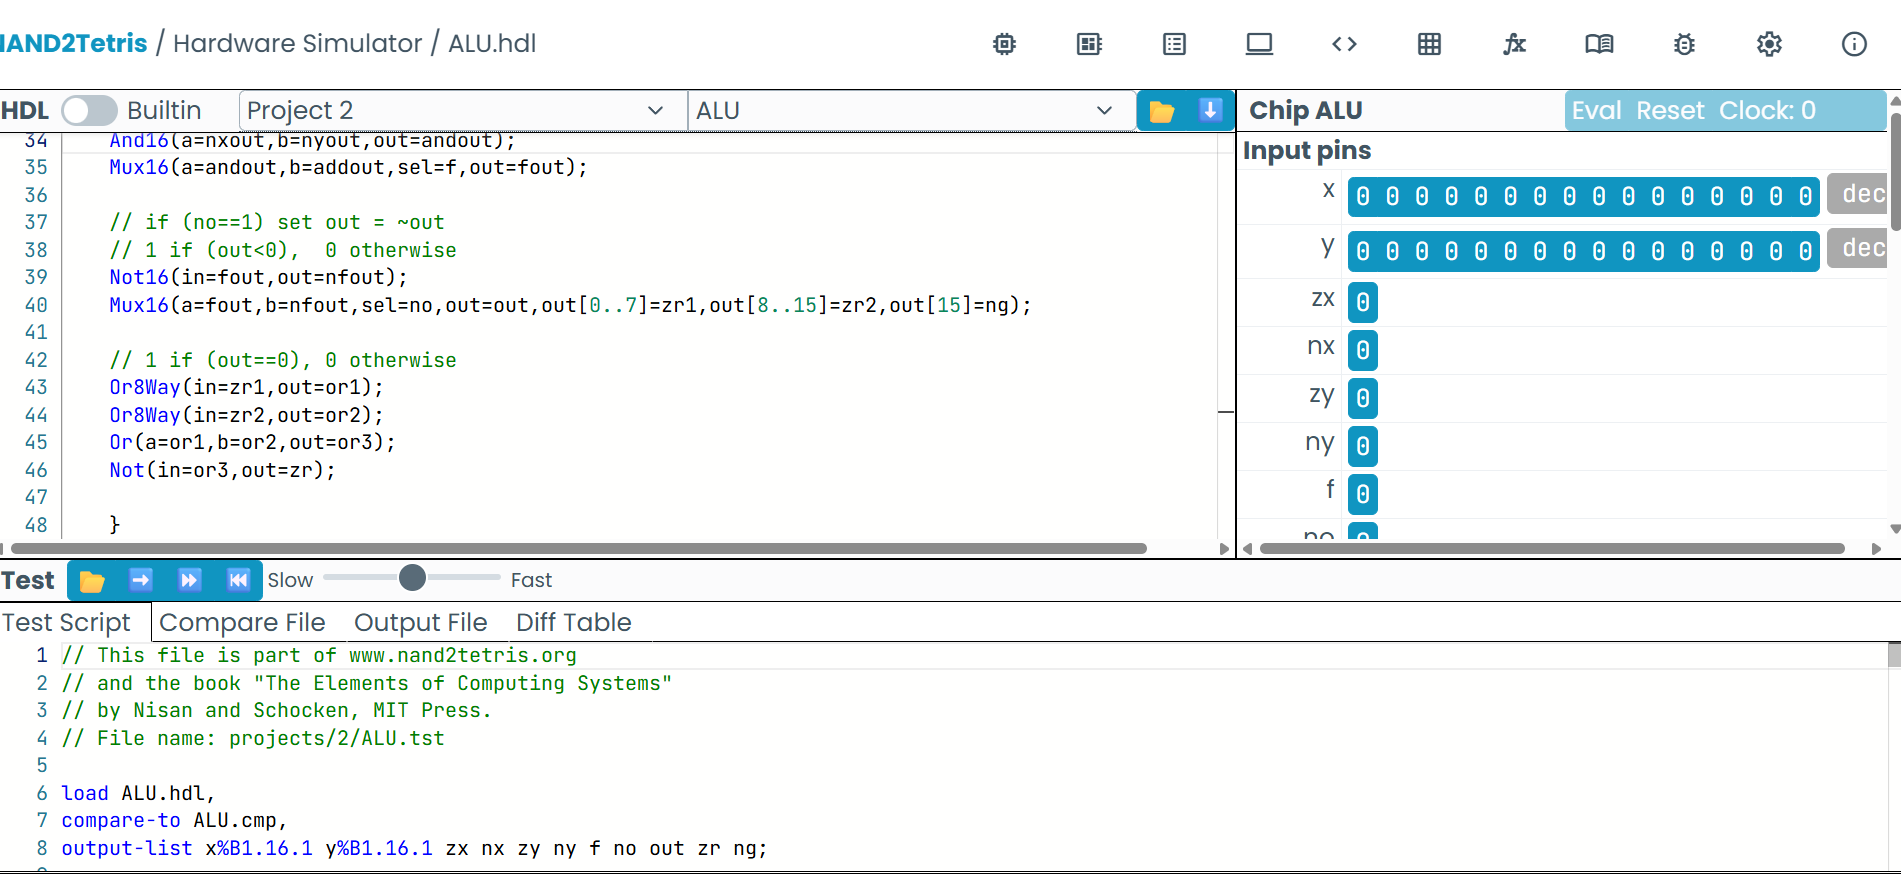 NAND2Tetris / Hardware Simulator / ALU.hdl
HDL Builtin Project 2 ALU
34 And16(a=nxout,b=nyout,out=andout);
35 Mux16(a=andout,b=addout,sel=f,out=fout);
36
37 // if (no==1) set out = ~out
38 // 1 if (out<0),  0 otherwise
39 Not16(in=fout,out=nfout);
40 Mux16(a=fout,b=nfout,sel=no,out=out,out[0..7]=zr1,out[8..15]=zr2,out[15]=ng);
41
42 // 1 if (out==0), 0 otherwise
43 Or8Way(in=zr1,out=or1);
44 Or8Way(in=zr2,out=or2);
45 Or(a=or1,b=or2,out=or3);
46 Not(in=or3,out=zr);
47
48 }
Chip ALU Eval Reset Clock: 0
Input pins
x 0 0 0 0 0 0 0 0 0 0 0 0 0 0 0 0 dec
y 0 0 0 0 0 0 0 0 0 0 0 0 0 0 0 0 dec
zx 0
nx 0
zy 0
ny 0
f 0
no 0
Test Slow Fast
Test Script Compare File Output File Diff Table
1 // This file is part of www.nand2tetris.org
2 // and the book "The Elements of Computing Systems"
3 // by Nisan and Schocken, MIT Press.
4 // File name: projects/2/ALU.tst
5
6 load ALU.hdl,
7 compare-to ALU.cmp,
8 output-list x%B1.16.1 y%B1.16.1 zx nx zy ny f no out zr ng;